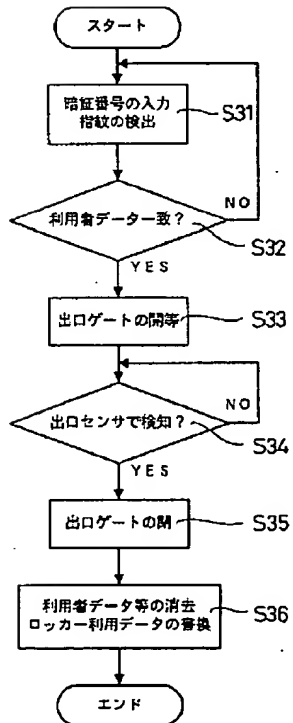 スタート
暗証番号の入力
指紋の検出
S31
NO
利用者データ一致?
S32
YES
出口ゲートの開等
S33
NO
出口センサで検知?
S34
YES
出口ゲートの閉
S35
利用者データ等の消去
ロッカー利用データの書換
S36
エンド